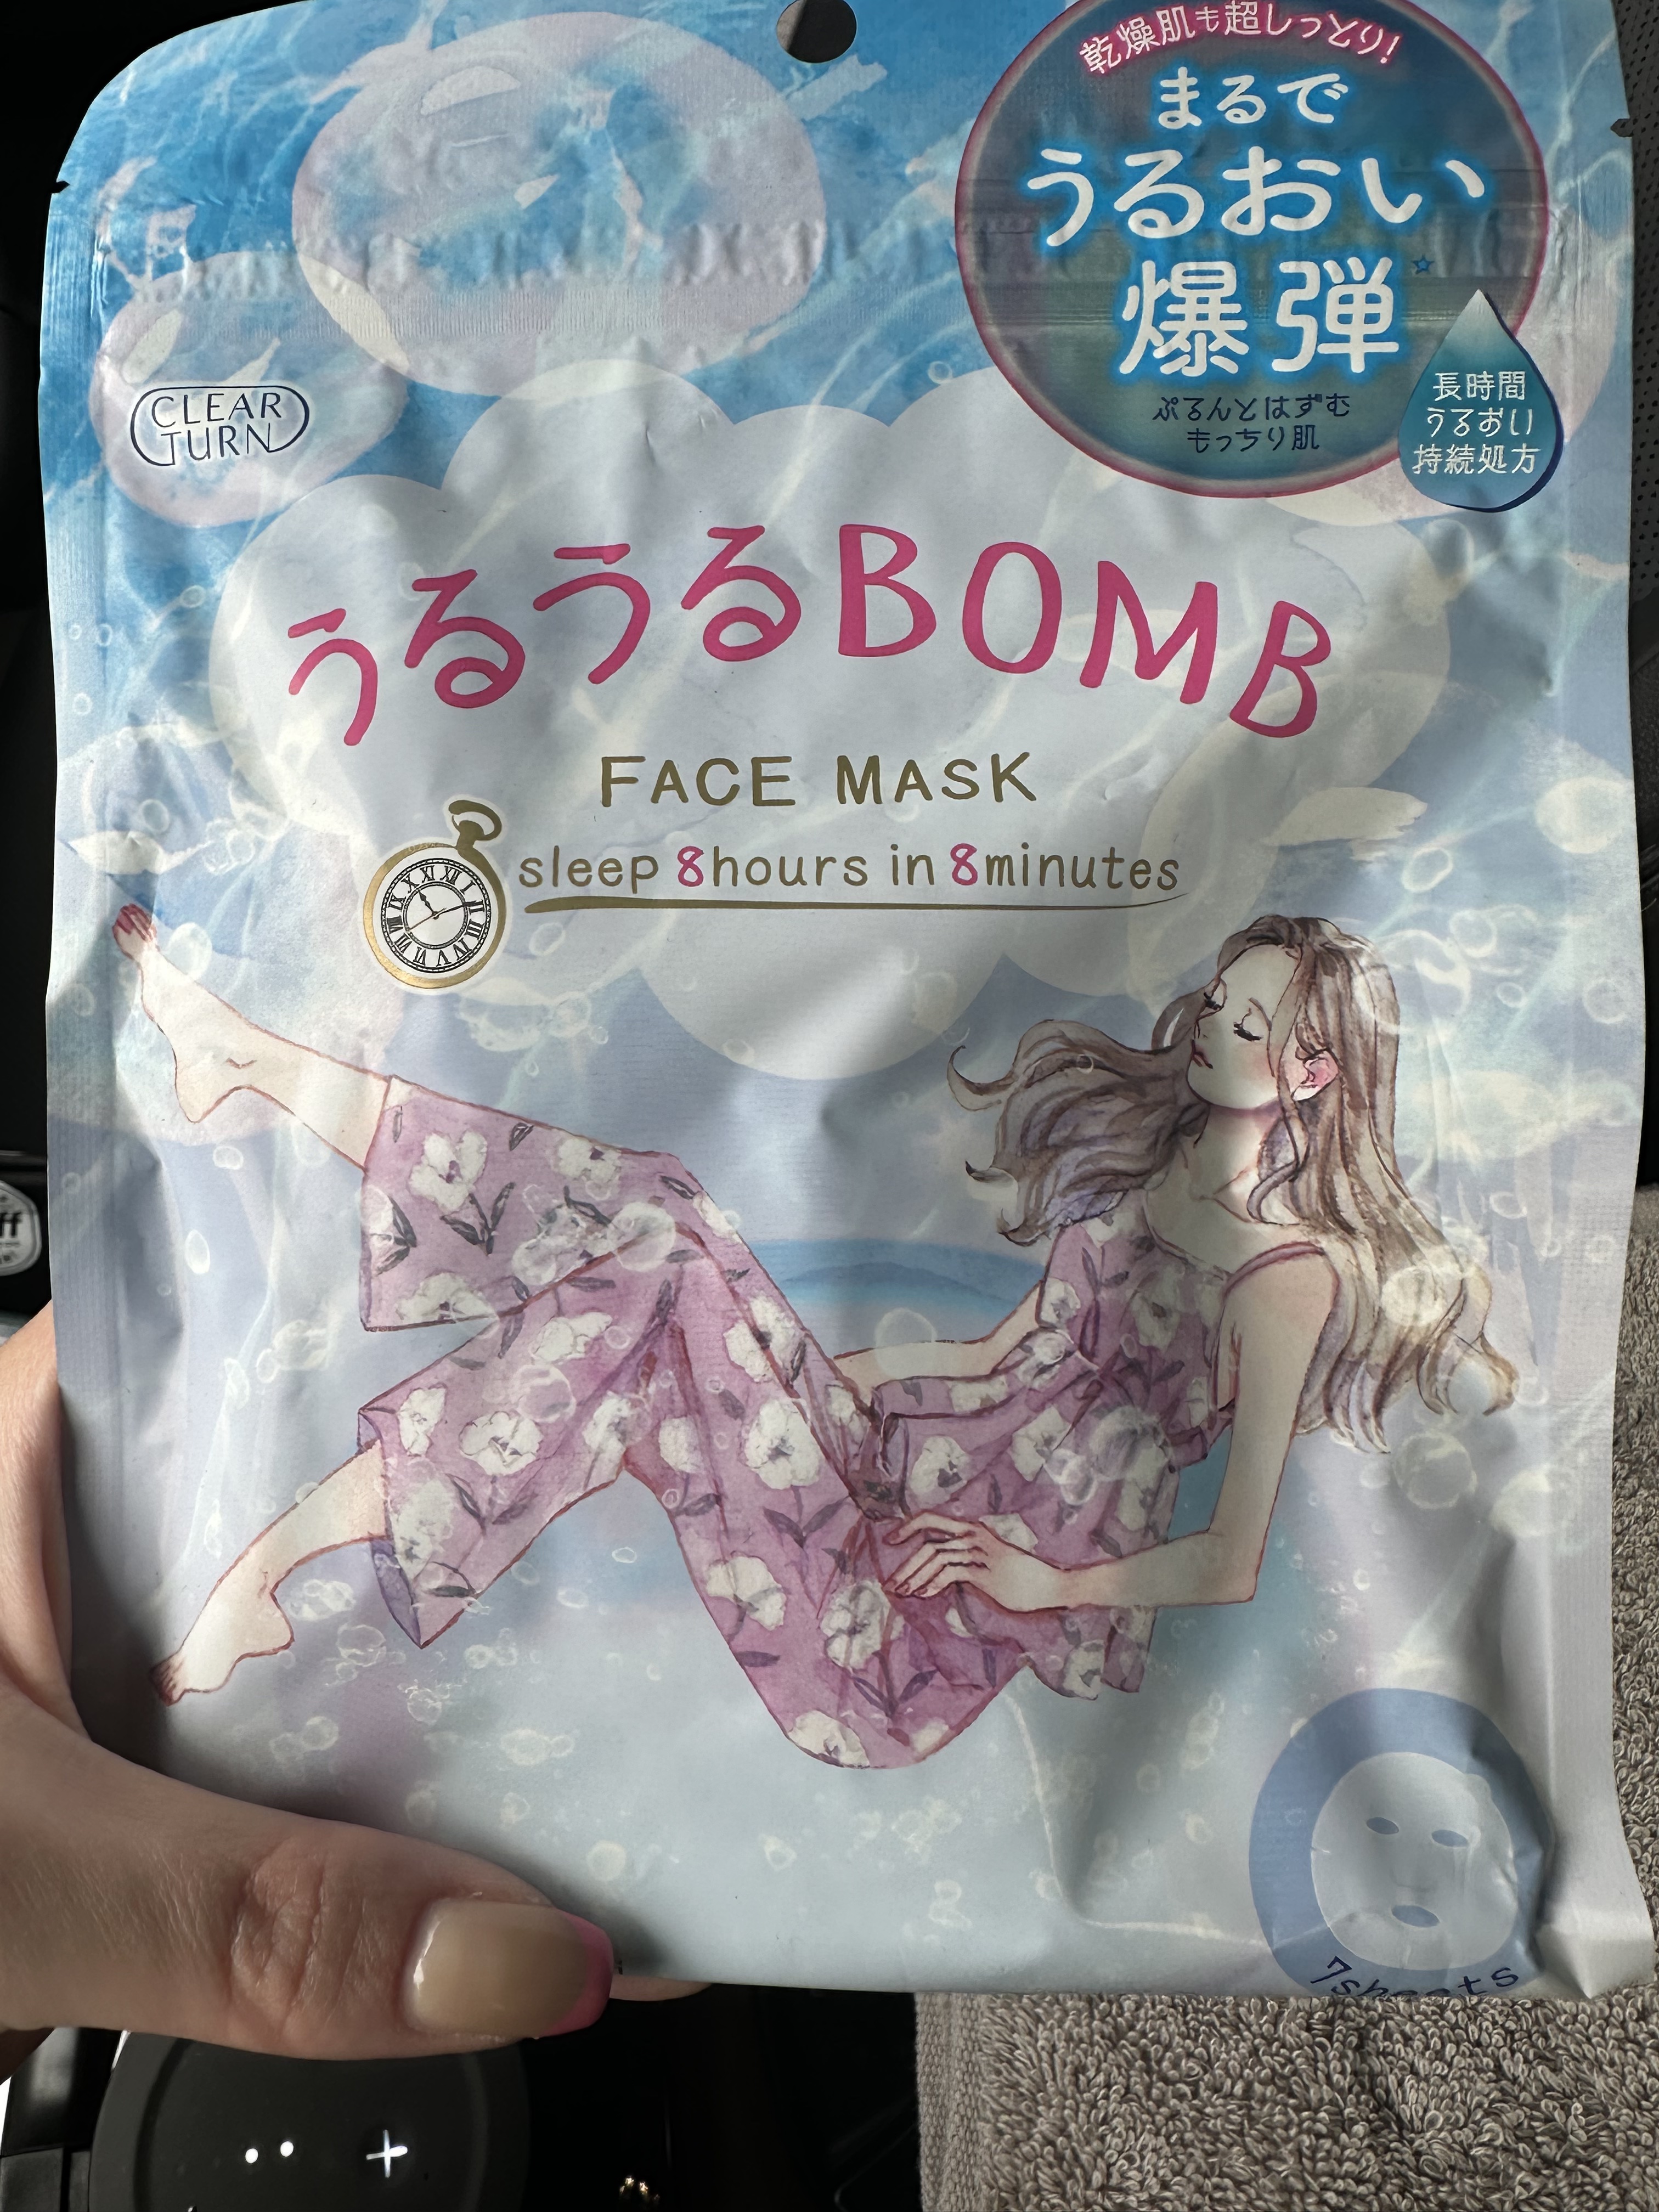 乾燥肌も超しっとり!
まるで
うるおい
爆弾
ぷるんとはずむ
もっちり肌
長時間
うるおい
持続処方
CLEAR
TURN
うるうるBOMB
FACE MASK
sleep 8hours in 8minutes
7sheets
ff